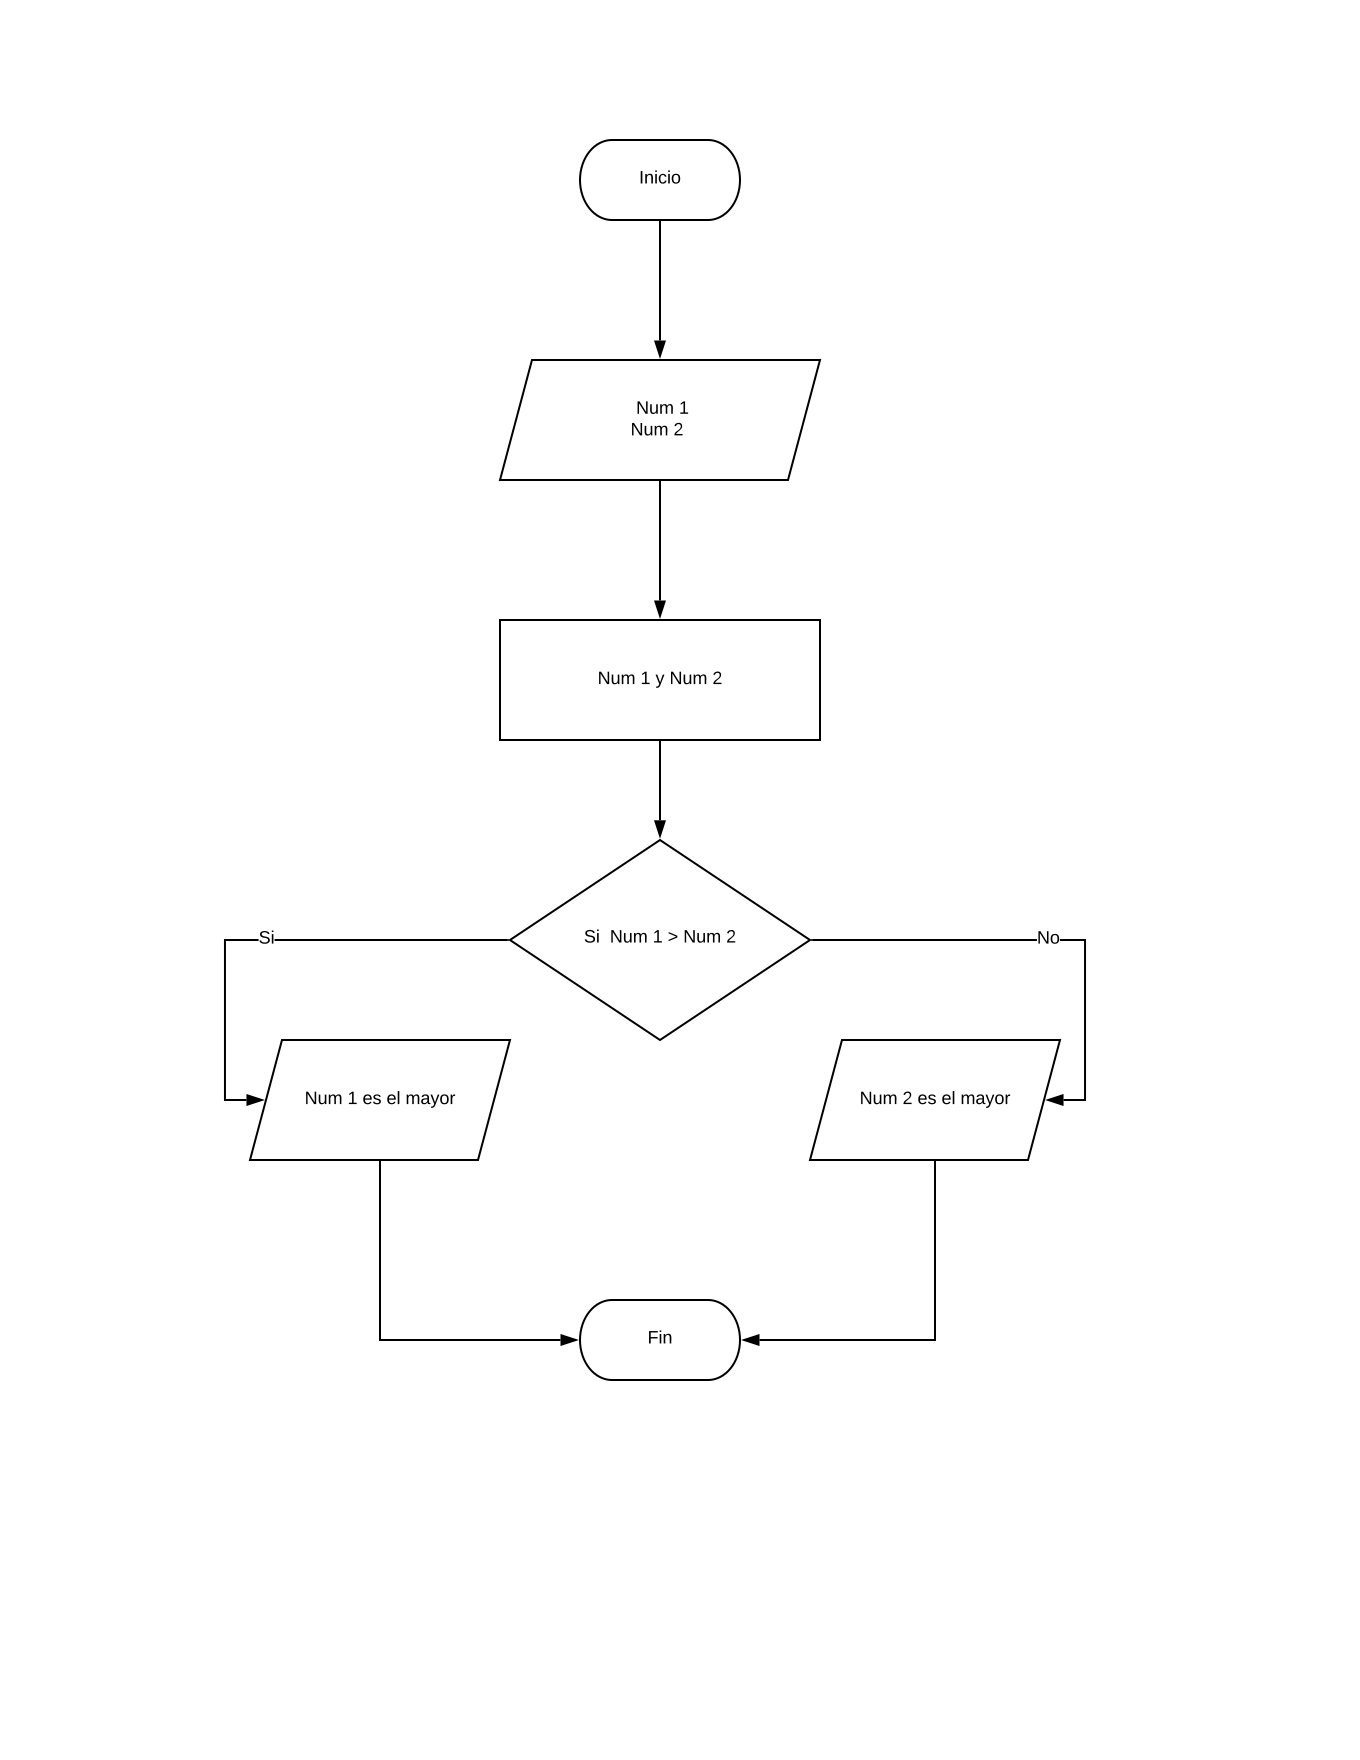 Inicio
Num 1
Num 2
Num 1 y Num 2
Si Num 1 > Num 2
Si
No
Num 1 es el mayor
Num 2 es el mayor
Fin